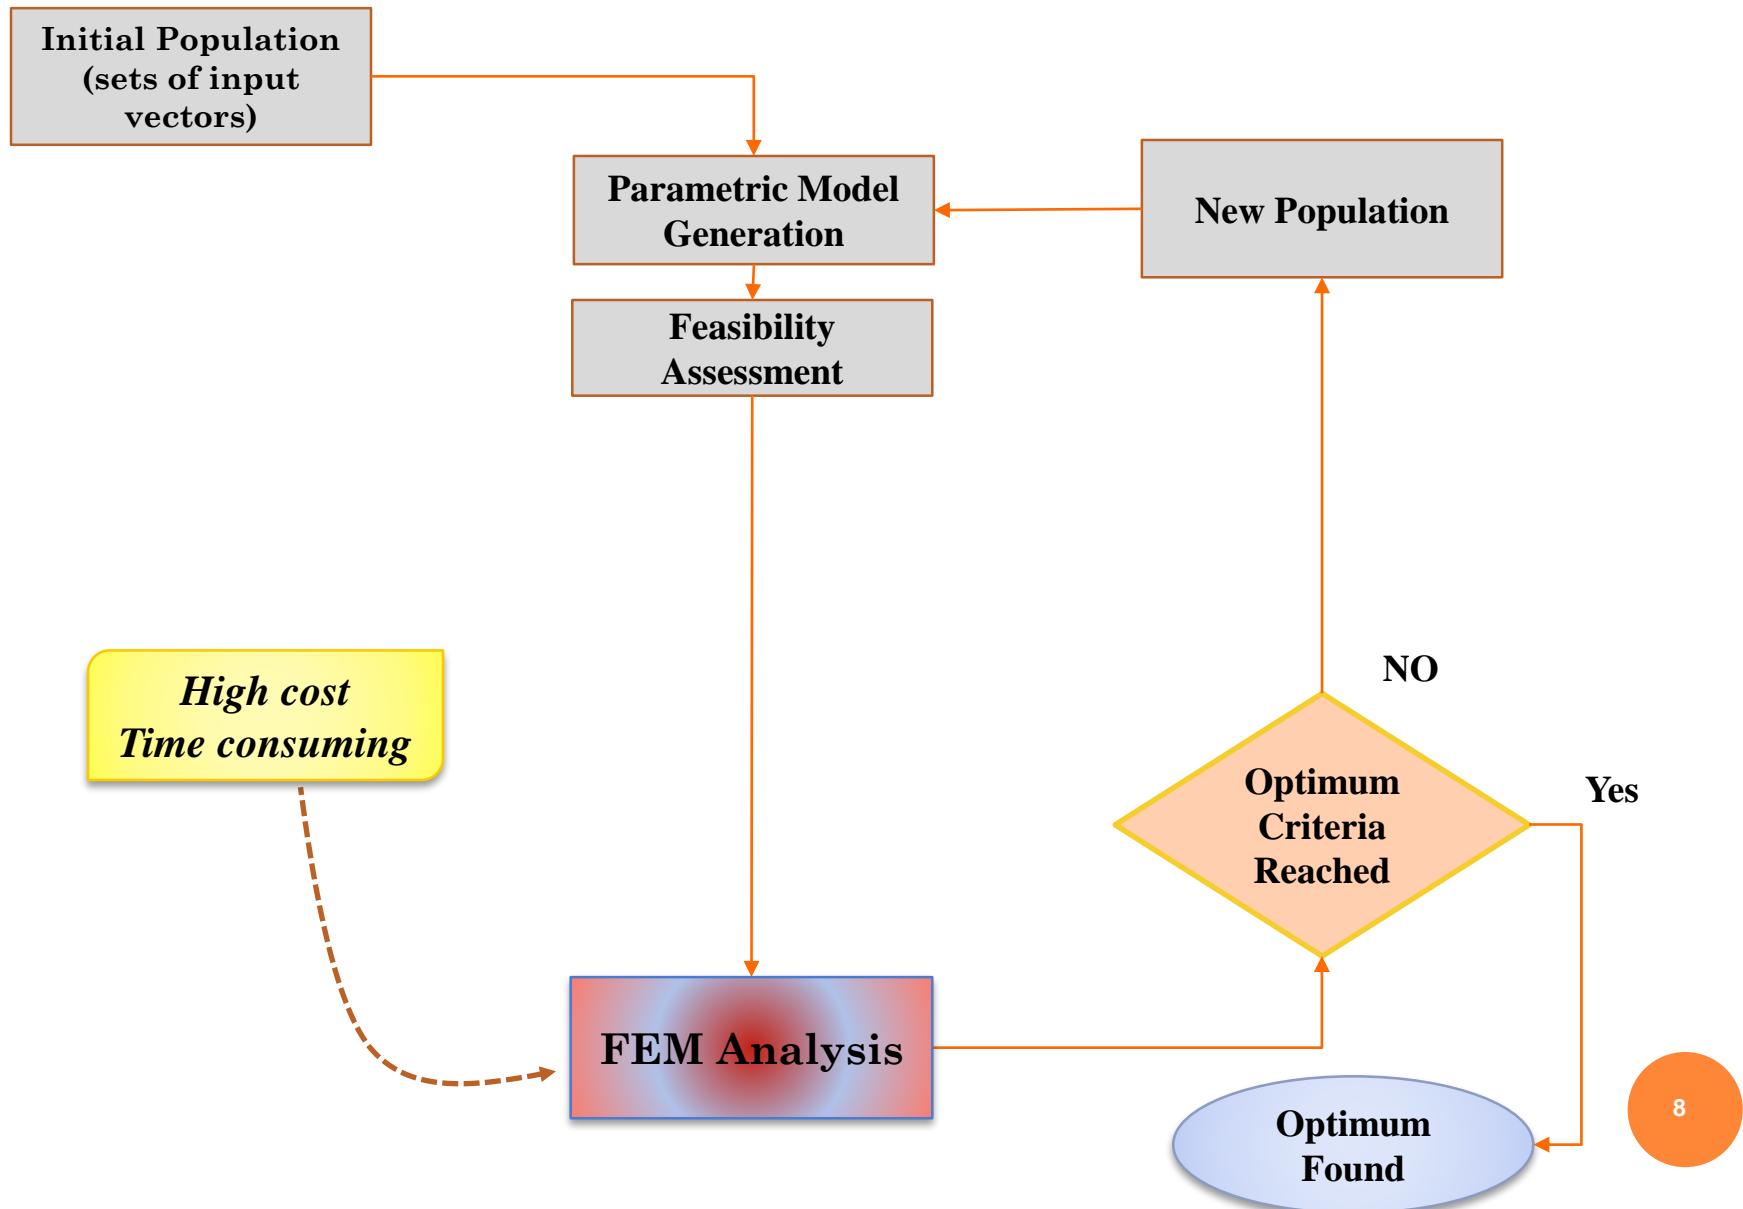 Initial Population
(sets of input
vectors)
Parametric Model
Generation
New Population
Feasibility
Assessment
High cost
Time consuming
NO
Yes
Optimum
Criteria
Reached
FEM Analysis
Optimum
Found
8